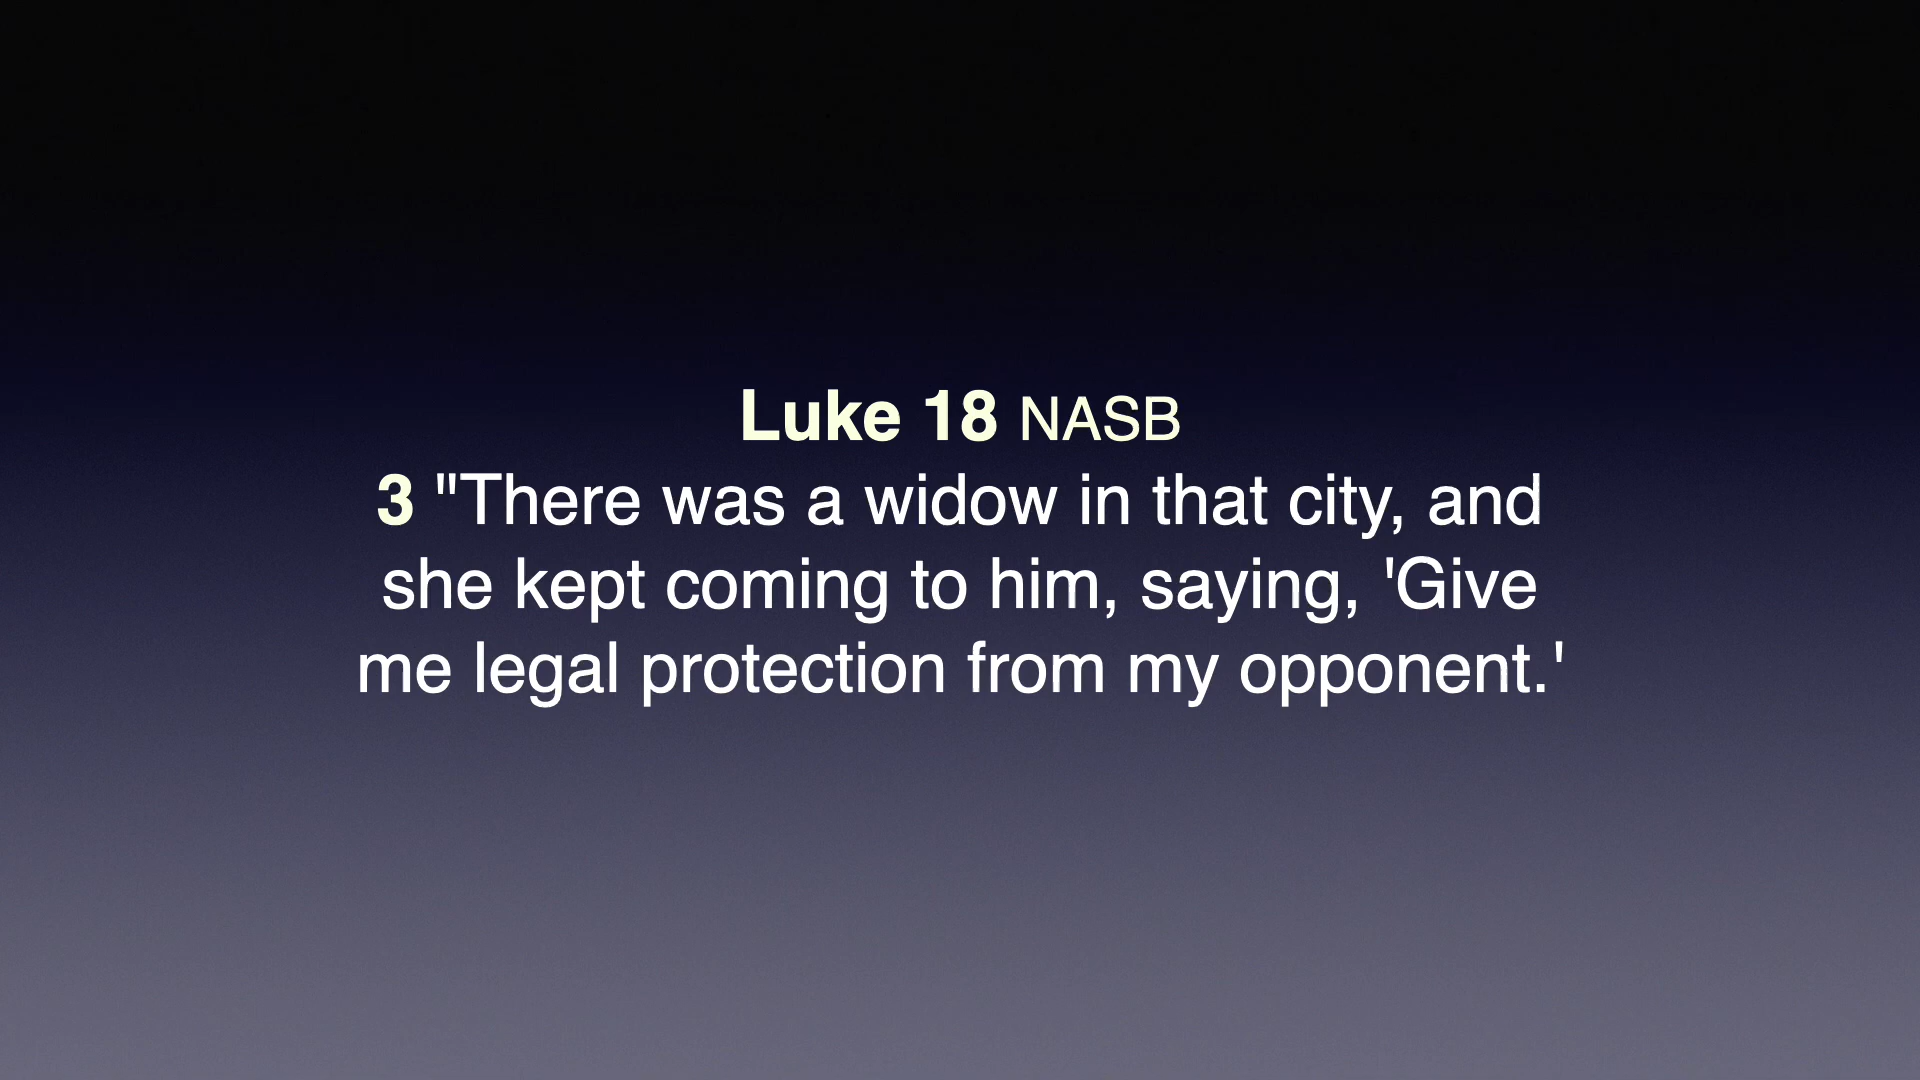 Luke 18 NASB
3 "There was a widow in that city, and
she kept coming to him, saying, 'Give
me legal protection from my opponent.'